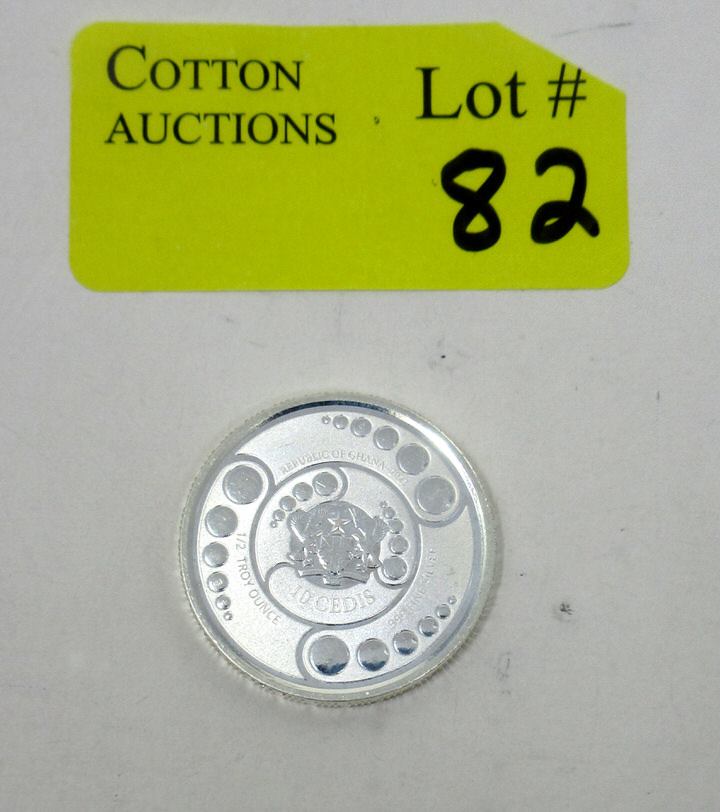 COTTON
AUCTIONS
Lot #
82
REPUBLIC OF GHANA
1/2 TROY OUNCE
10 CEDIS